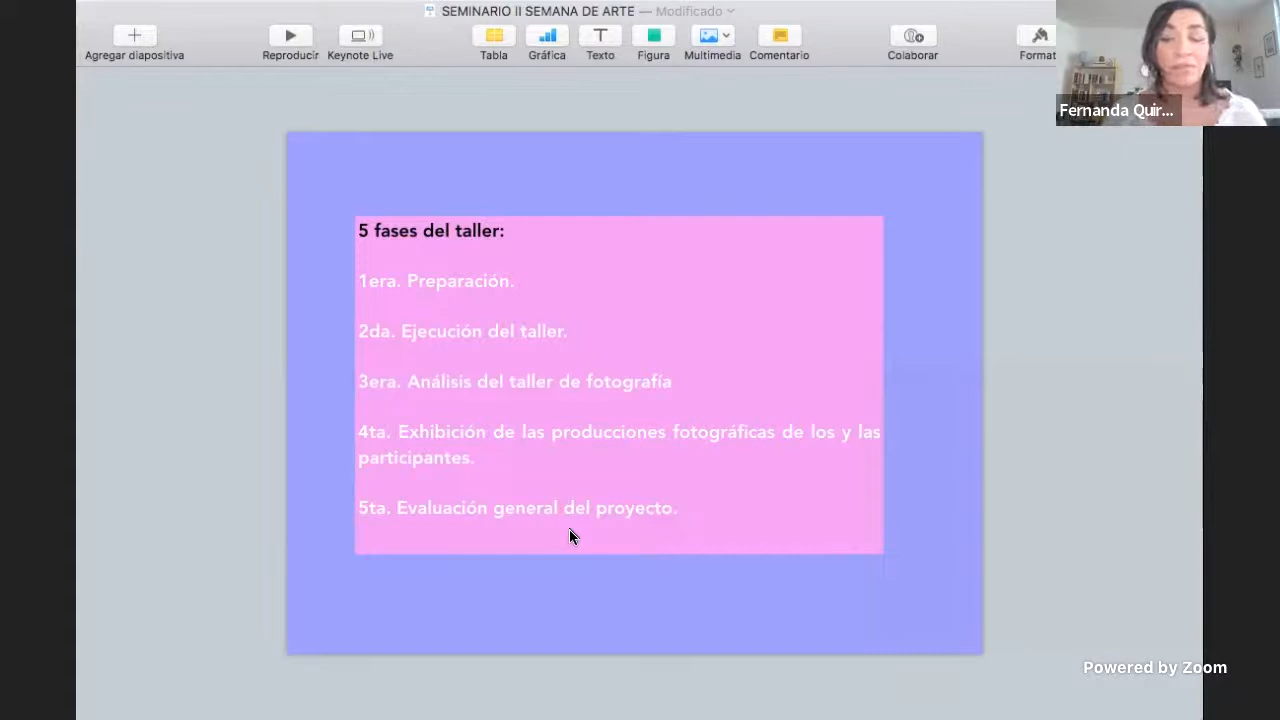 SEMINARIO II SEMANA DE ARTE — Modificado
Agregar diapositiva
Reproducir
Keynote Live
Tabla
Gráfica
Texto
Figura
Multimedia
Comentario
Colaborar
Format
Fernanda Quir...
5 fases del taller:
1era. Preparación.
2da. Ejecución del taller.
3era. Análisis del taller de fotografía
4ta. Exhibición de las producciones fotográficas de los y las
participantes.
5ta. Evaluación general del proyecto.
Powered by Zoom